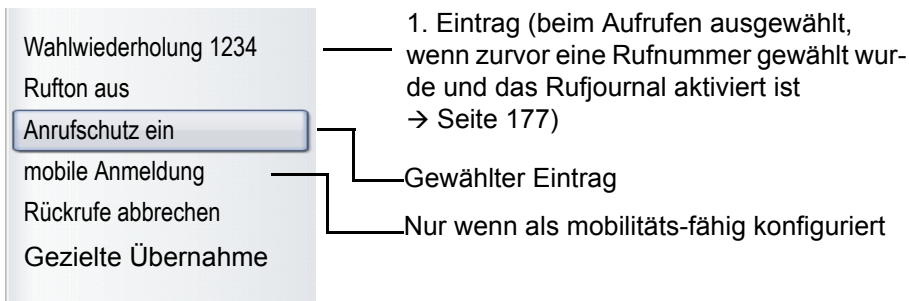 Wahlwiederholung 1234
Rufton aus
Anrufschutz ein
mobile Anmeldung
Rückrufe abbrechen
Gezielte Übernahme
1. Eintrag (beim Aufrufen ausgewählt,
wenn zurvor eine Rufnummer gewählt wur-
de und das Rufjournal aktiviert ist
→ Seite 177)
Gewählter Eintrag
Nur wenn als mobilitäts-fähig konfiguriert